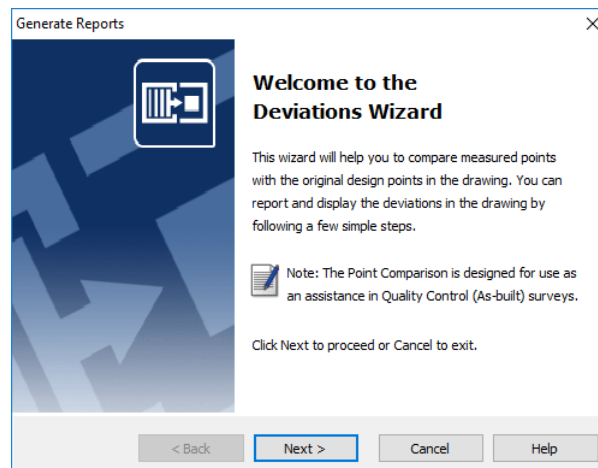 Generate Reports
Welcome to the
Deviations Wizard
This wizard will help you to compare measured points
with the original design points in the drawing. You can
report and display the deviations in the drawing by
following a few simple steps.
Note: The Point Comparison is designed for use as
an assistance in Quality Control (As-built) surveys.
Click Next to proceed or Cancel to exit.
< Back Next > Cancel Help